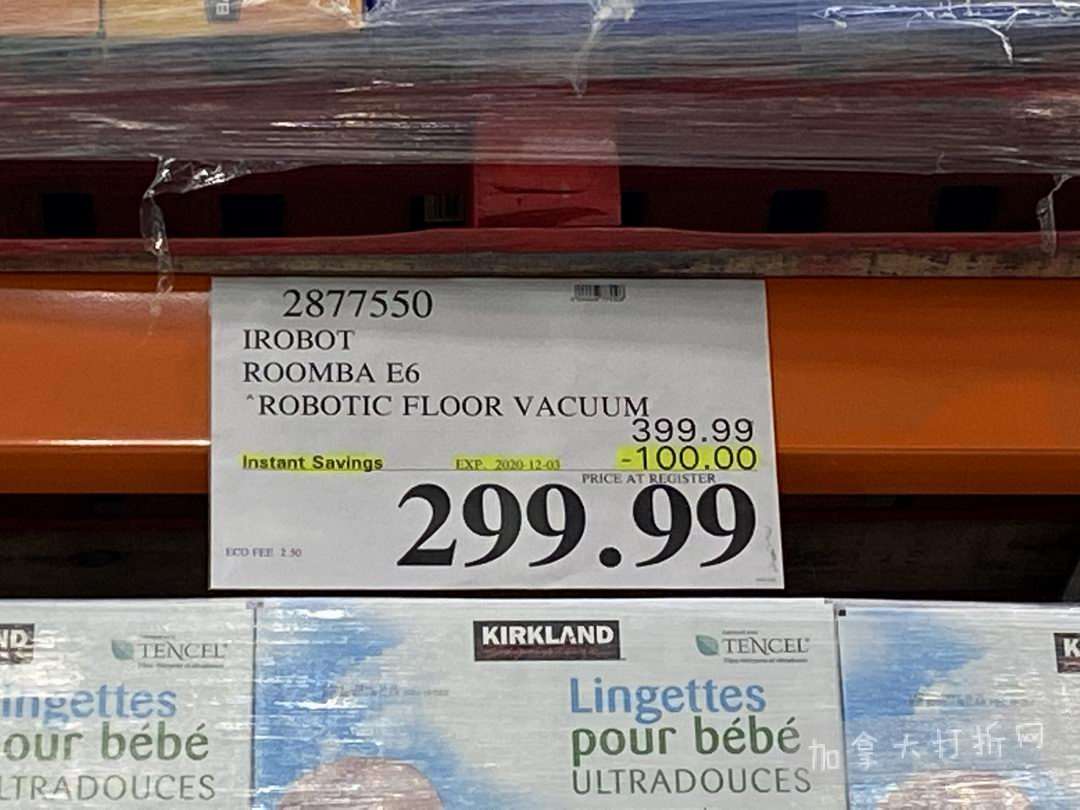 2877550
IROBOT
ROOMBA E6
^ROBOTIC FLOOR VACUUM
399.99
Instant Savings EXP. 2020-12-03 -100.00
PRICE AT REGISTER
299.99
ECO FEE 2.50
KIRKLAND
TENCEL
TENCEL
Lingettes
pour bébé
ULTRADOUCES
ingettes
our bébé
LTRADOUCES
加拿大打折网